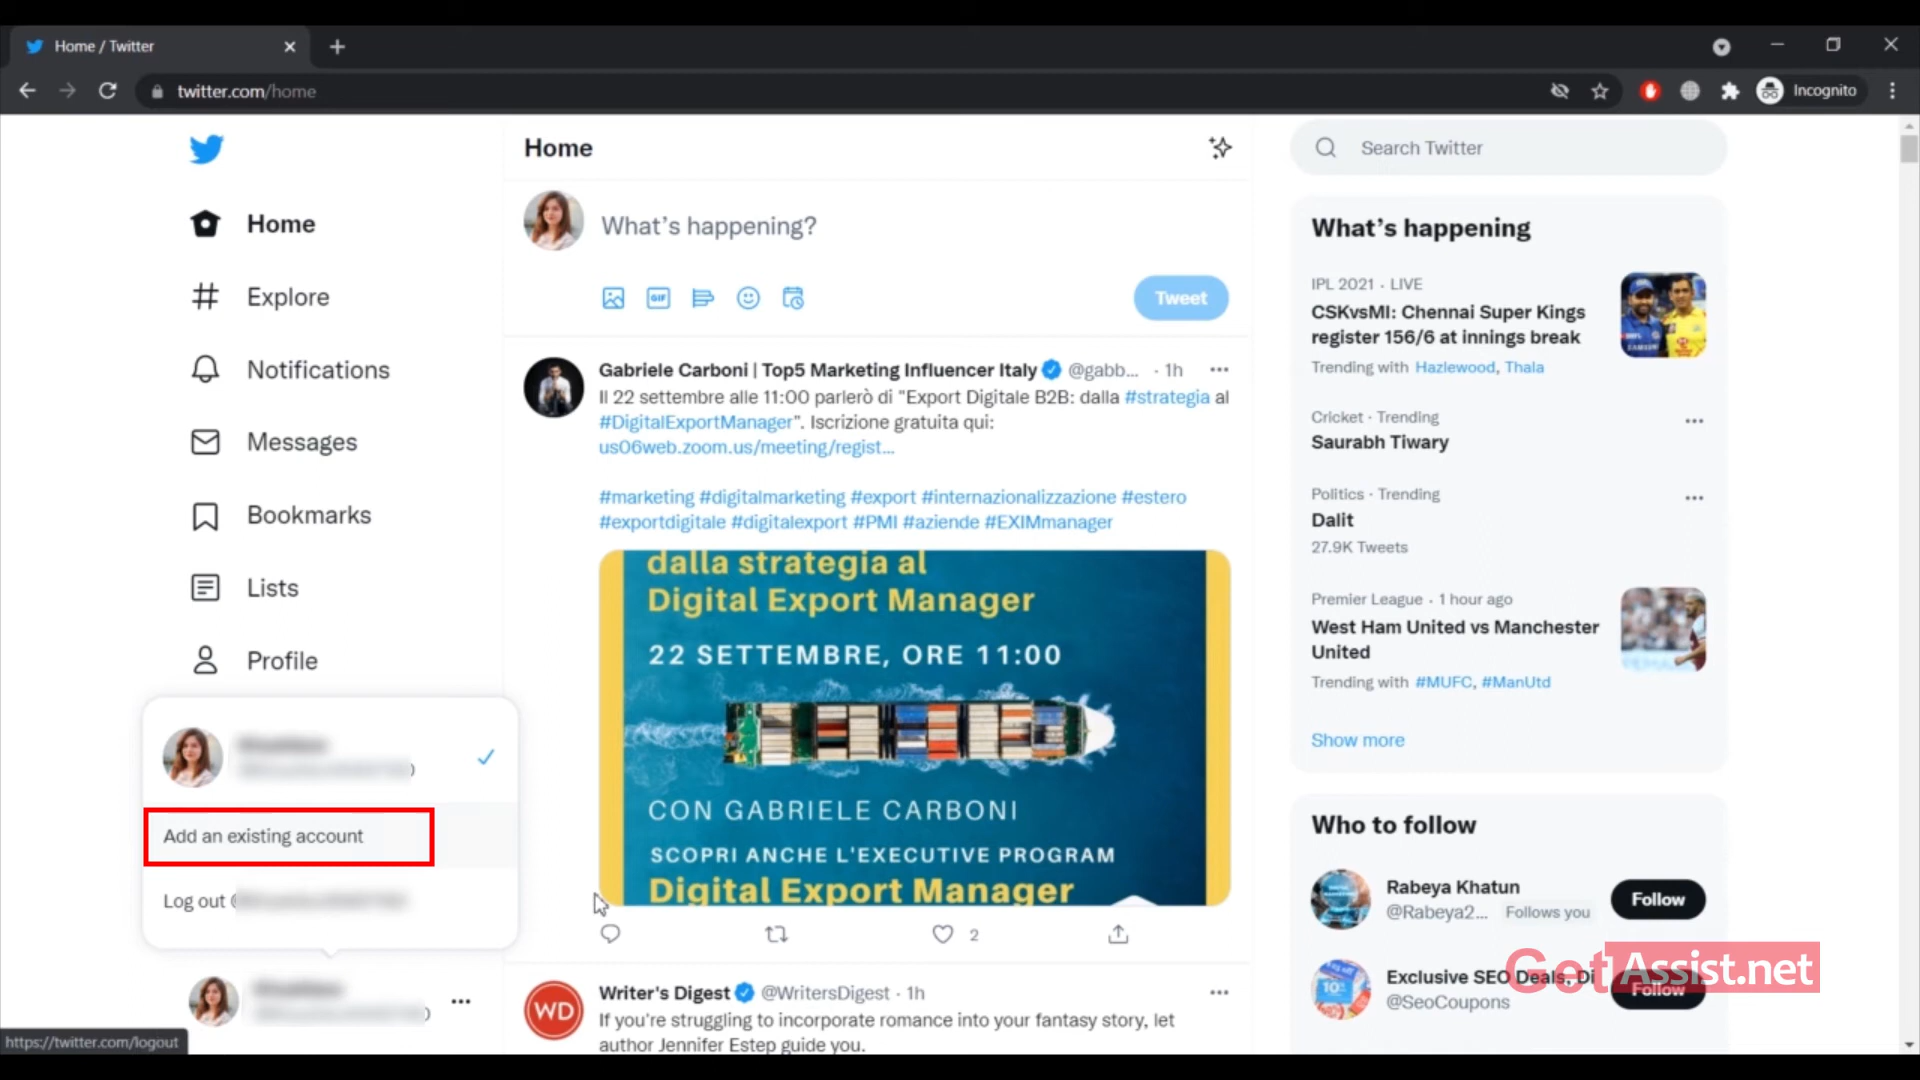 Home / Twitter
twitter.com/home
Incognito
Home
Explore
Notifications
Messages
Bookmarks
Lists
Profile
Add an existing account
Log out
https://twitter.com/logout
Home
What's happening?
GIF
Tweet
Gabriele Carboni | Top5 Marketing Influencer Italy @gabb... · 1h
Il 22 settembre alle 11:00 parlerò di "Export Digitale B2B: dalla #strategia al
#DigitalExportManager". Iscrizione gratuita qui:
us06web.zoom.us/meeting/regist...
#marketing #digitalmarketing #export #internazionalizzazione #estero
#exportdigitale #digitalexport #PMI #aziende #EXIMmanager
dalla strategia al
Digital Export Manager
22 SETTEMBRE, ORE 11:00
CON GABRIELE CARBONI
SCOPRI ANCHE L'EXECUTIVE PROGRAM
Digital Export Manager
2
WD
Writer's Digest @WritersDigest · 1h
If you're struggling to incorporate romance into your fantasy story, let
author Jennifer Estep guide you.
Search Twitter
What's happening
IPL 2021 · LIVE
CSKvsMI: Chennai Super Kings
register 156/6 at innings break
Trending with Hazlewood, Thala
Cricket · Trending
Saurabh Tiwary
Politics · Trending
Dalit
27.9K Tweets
Premier League · 1 hour ago
West Ham United vs Manchester
United
Trending with #MUFC, #ManUtd
Show more
Who to follow
Rabeya Khatun
@Rabeya2... Follows you
Follow
Exclusive SEO Deals, Di
@SeoCoupons
Follow
GetAssist.net